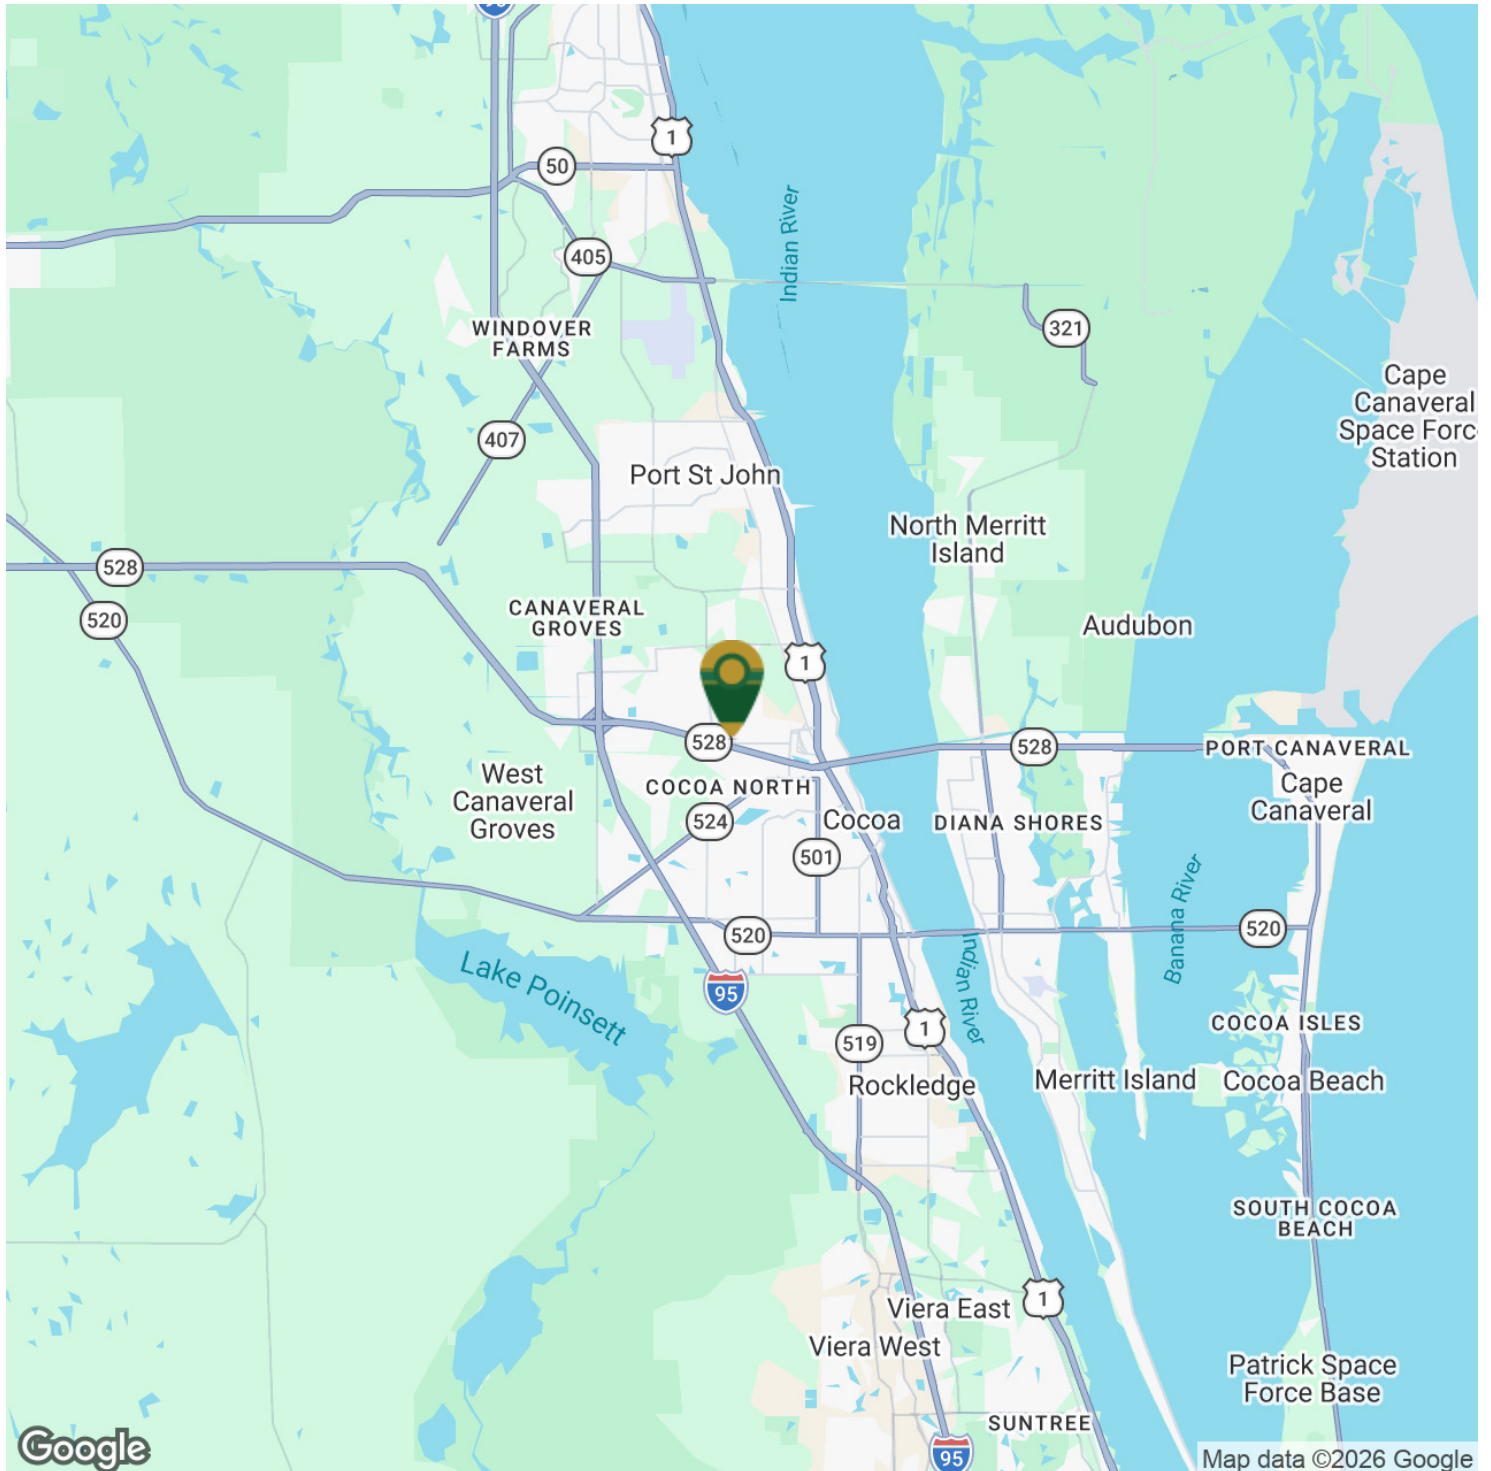 1
50
Indian River
405
321
WINDOVER
FARMS
Cape
Canaveral
Space Forc
Station
407
Port St John
North Merritt
Island
528
520
CANAVERAL
GROVES
Audubon
1
528
528
PORT CANAVERAL
West
Canaveral
Groves
COCOA NORTH
Cape
Canaveral
524
Cocoa
DIANA SHORES
501
Banana River
520
520
Lake Poinsett
Indian River
95
COCOA ISLES
1
519
Rockledge
Merritt Island
Cocoa Beach
SOUTH COCOA
BEACH
Viera East
1
Viera West
Patrick Space
Force Base
SUNTREE
95
Google
Map data ©2026 Google